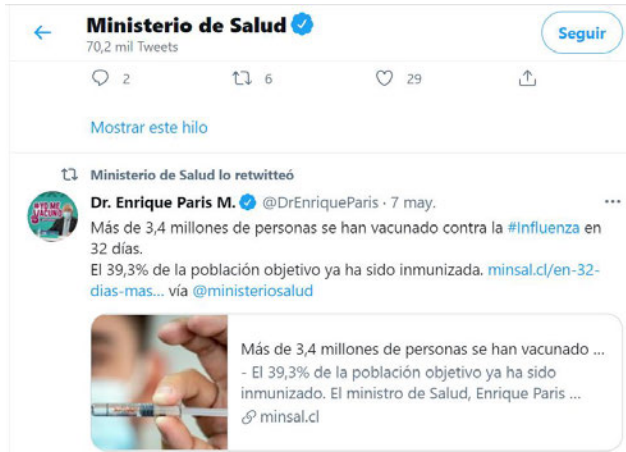 Ministerio de Salud
70,2 mil Tweets
Seguir
2 6 29
Mostrar este hilo
Ministerio de Salud lo retwitteó
Dr. Enrique Paris M. @DrEnriqueParis · 7 may.
Más de 3,4 millones de personas se han vacunado contra la #Influenza en
32 días.
El 39,3% de la población objetivo ya ha sido inmunizada. minsal.cl/en-32-
dias-mas... vía @ministeriosalud
Más de 3,4 millones de personas se han vacunado ...
- El 39,3% de la población objetivo ya ha sido
inmunizada. El ministro de Salud, Enrique Paris ...
minsal.cl